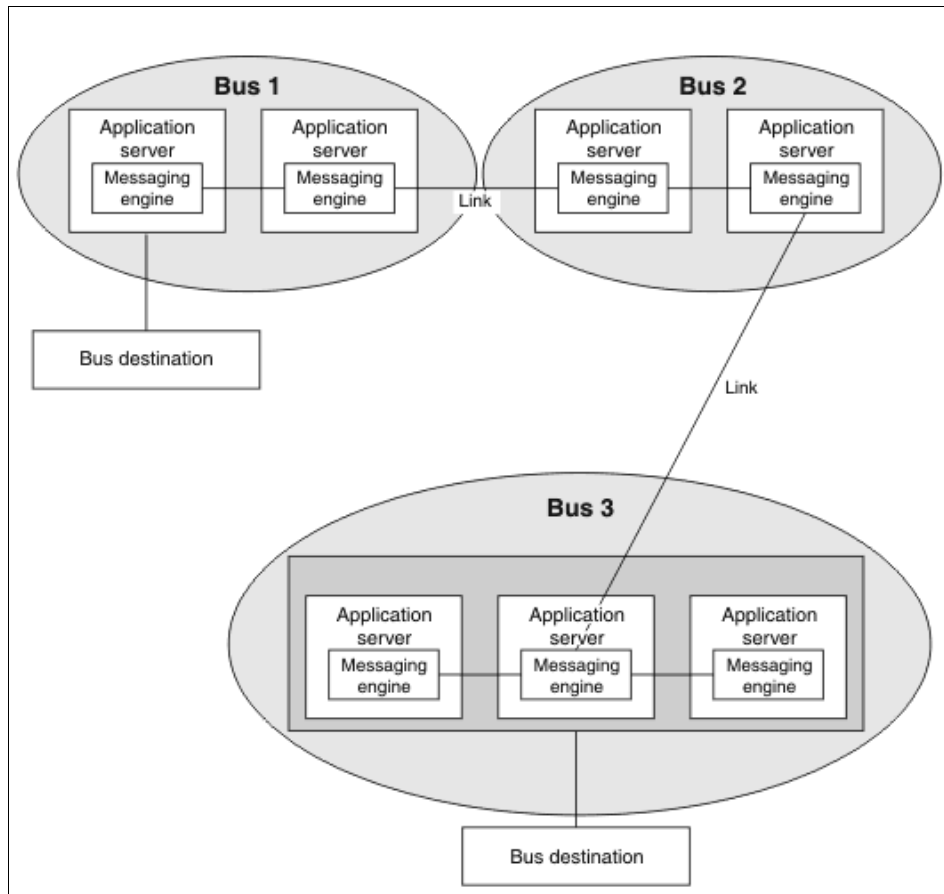 Bus 1
Application
server
Messaging
engine
Application
server
Messaging
engine
Bus 2
Application
server
Messaging
engine
Application
server
Messaging
engine
Link
Bus destination
Link
Bus 3
Application
server
Messaging
engine
Application
server
Messaging
engine
Application
server
Messaging
engine
Bus destination